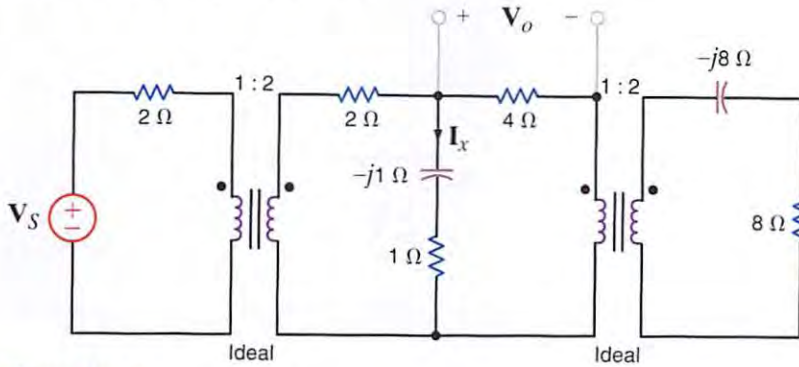 + V_o −
−j8 Ω
1 : 2
1 : 2
2 Ω
2 Ω
4 Ω
I_x
−j1 Ω
V_S
+
−
8 Ω
1 Ω
Ideal
Ideal